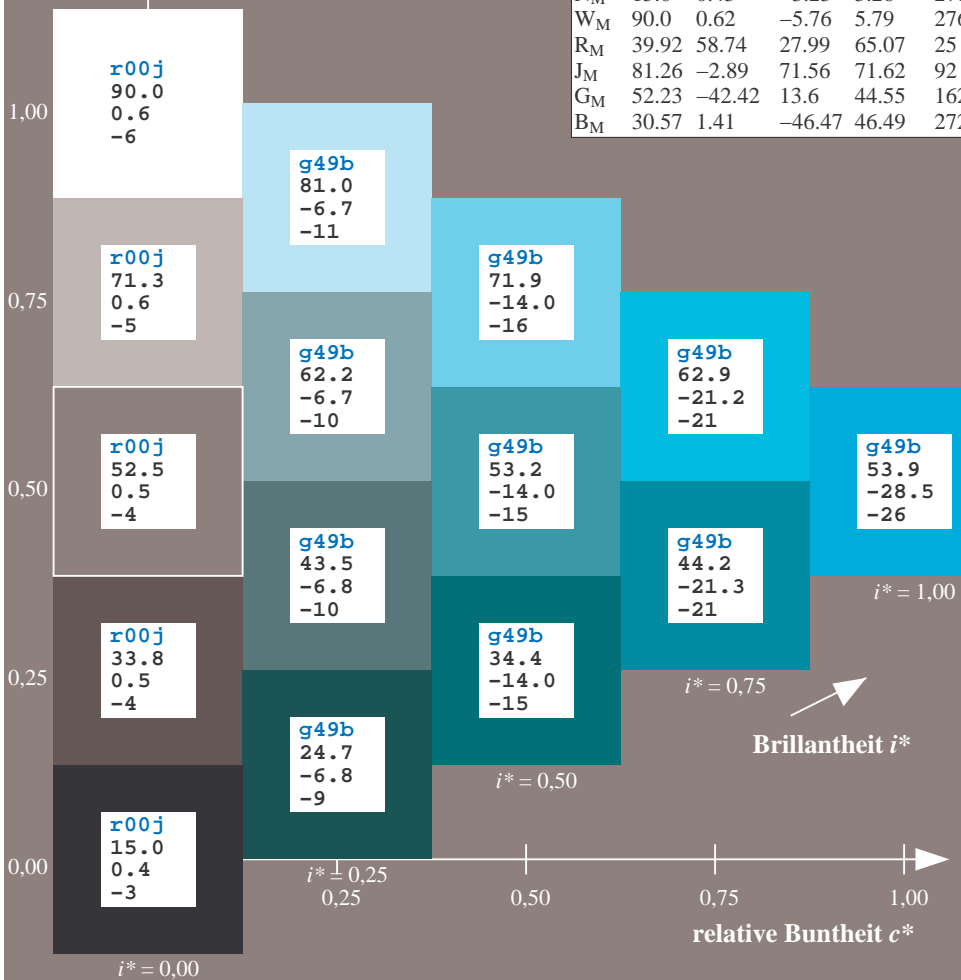 W_M 90.0 0.62 −5.76 5.79
R_M 39.92 58.74 27.99 65.07 25
J_M 81.26 −2.89 71.56 71.62 92
G_M 52.23 −42.42 13.6 44.55
B_M 30.57 1.41 −46.47 46.49
1,00
r00j
90.0
0.6
-6
g49b
81.0
-6.7
-11
0,75
r00j
71.3
0.6
-5
g49b
71.9
-14.0
-16
g49b
62.2
-6.7
-10
g49b
62.9
-21.2
-21
0,50
r00j
52.5
0.5
-4
g49b
53.2
-14.0
-15
g49b
53.9
-28.5
-26
i* = 1,00
g49b
43.5
-6.8
-10
g49b
44.2
-21.3
-21
i* = 0,75
0,25
r00j
33.8
0.5
-4
g49b
34.4
-14.0
-15
i* = 0,50
Brillantheit i*
g49b
24.7
-6.8
-9
i* = 0,25
0,00
r00j
15.0
0.4
-3
i* = 0,00
0,25 0,50 0,75 1,00
relative Buntheit c*